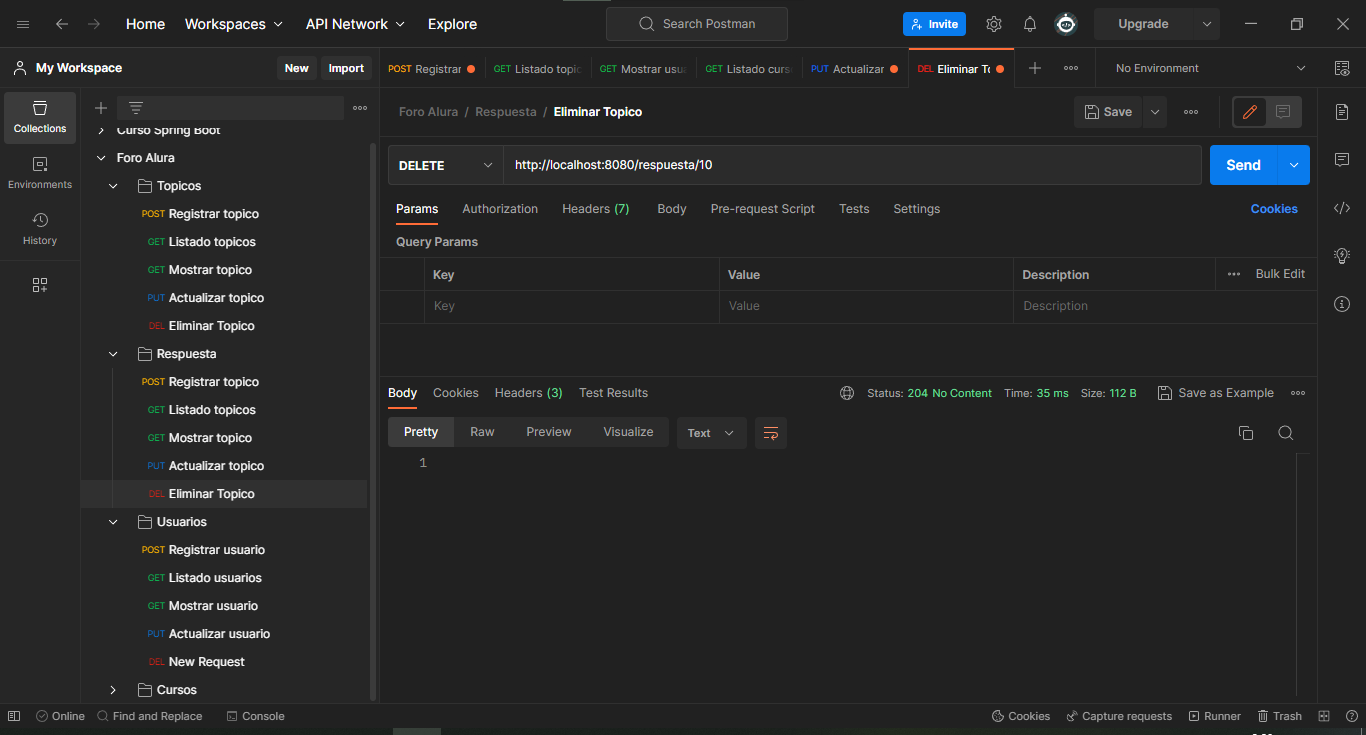 Home Workspaces API Network Explore Search Postman Invite Upgrade
My Workspace New Import
POST Registrar GET Listado topic GET Mostrar usu GET Listado curs PUT Actualizar DEL Eliminar To No Environment
Collections
Environments
History
Curso Spring Boot
Foro Alura
Topicos
POST Registrar topico
GET Listado topicos
GET Mostrar topico
PUT Actualizar topico
DEL Eliminar Topico
Respuesta
POST Registrar topico
GET Listado topicos
GET Mostrar topico
PUT Actualizar topico
DEL Eliminar Topico
Usuarios
POST Registrar usuario
GET Listado usuarios
GET Mostrar usuario
PUT Actualizar usuario
DEL New Request
Cursos
Foro Alura / Respuesta / Eliminar Topico Save
DELETE http://localhost:8080/respuesta/10 Send
Params Authorization Headers (7) Body Pre-request Script Tests Settings Cookies
Query Params
Key Value Description Bulk Edit
Key Value Description
Body Cookies Headers (3) Test Results Status: 204 No Content Time: 35 ms Size: 112 B Save as Example
Pretty Raw Preview Visualize Text
1
Online Find and Replace Console Cookies Capture requests Runner Trash